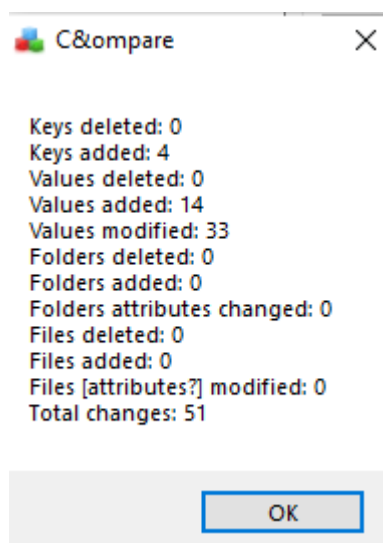 C&ompare
Keys deleted: 0
Keys added: 4
Values deleted: 0
Values added: 14
Values modified: 33
Folders deleted: 0
Folders added: 0
Folders attributes changed: 0
Files deleted: 0
Files added: 0
Files [attributes?] modified: 0
Total changes: 51
OK